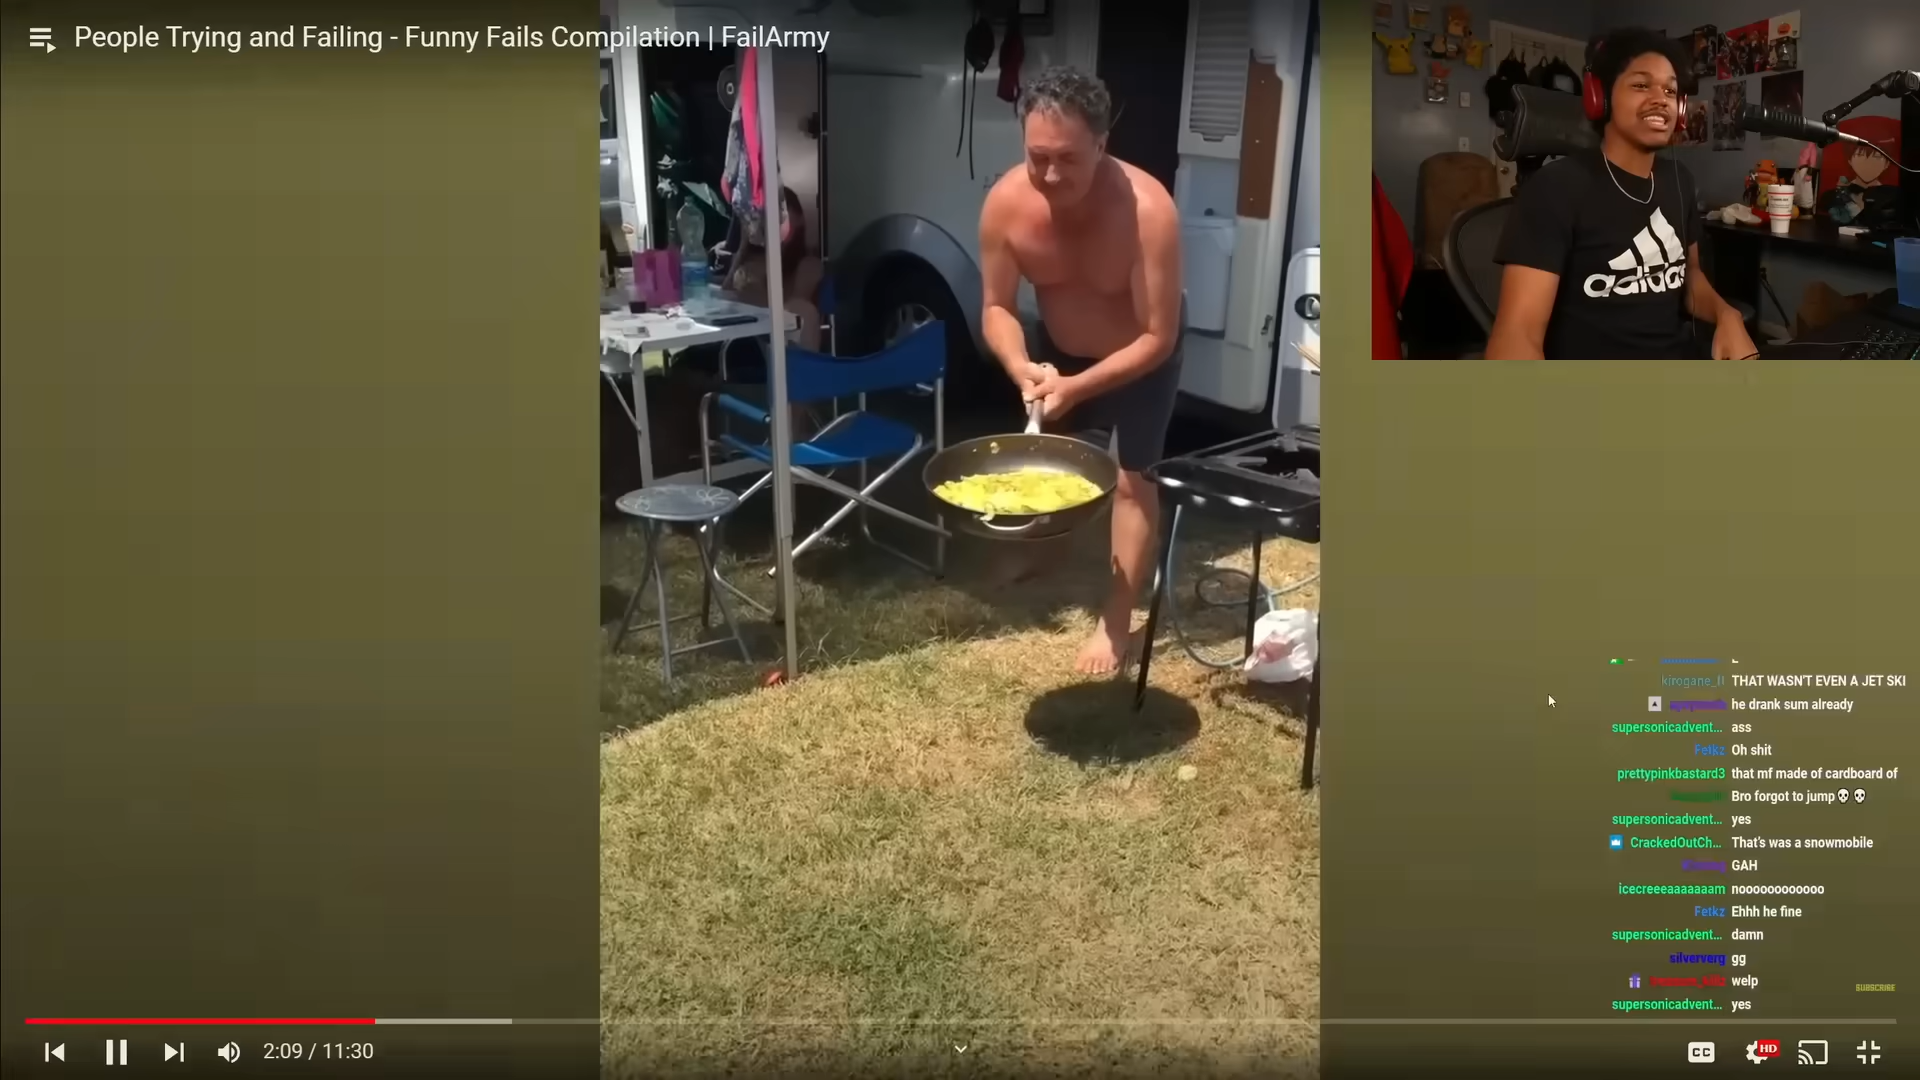 People Trying and Failing - Funny Fails Compilation | FailArmy
adidas
kirogane_ll THAT WASN'T EVEN A JET SKI
he drank sum already
supersonicadvent... ass
Fetkz Oh shit
prettypinkbastard3 that mf made of cardboard of
Bro forgot to jump💀💀
supersonicadvent... yes
CrackedOutCh... That's was a snowmobile
GAH
icecreeeaaaaaaam noooooooooooo
Fetkz Ehhh he fine
supersonicadvent... damn
silververg gg
welp
SUBSCRIBE
supersonicadvent... yes
2:09 / 11:30
CC
HD